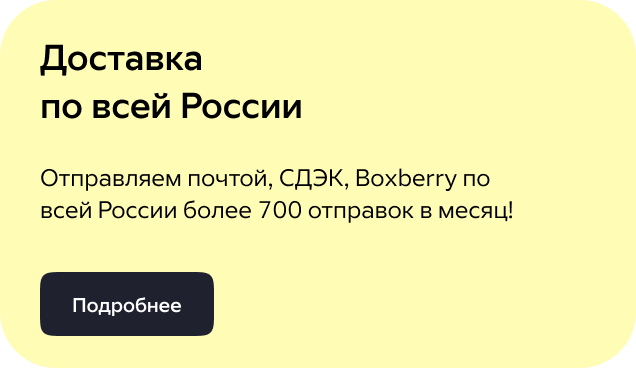 Доставка
по всей России
Отправляем почтой, СДЭК, Boxberry по
всей России более 700 отправок в месяц!
Подробнее